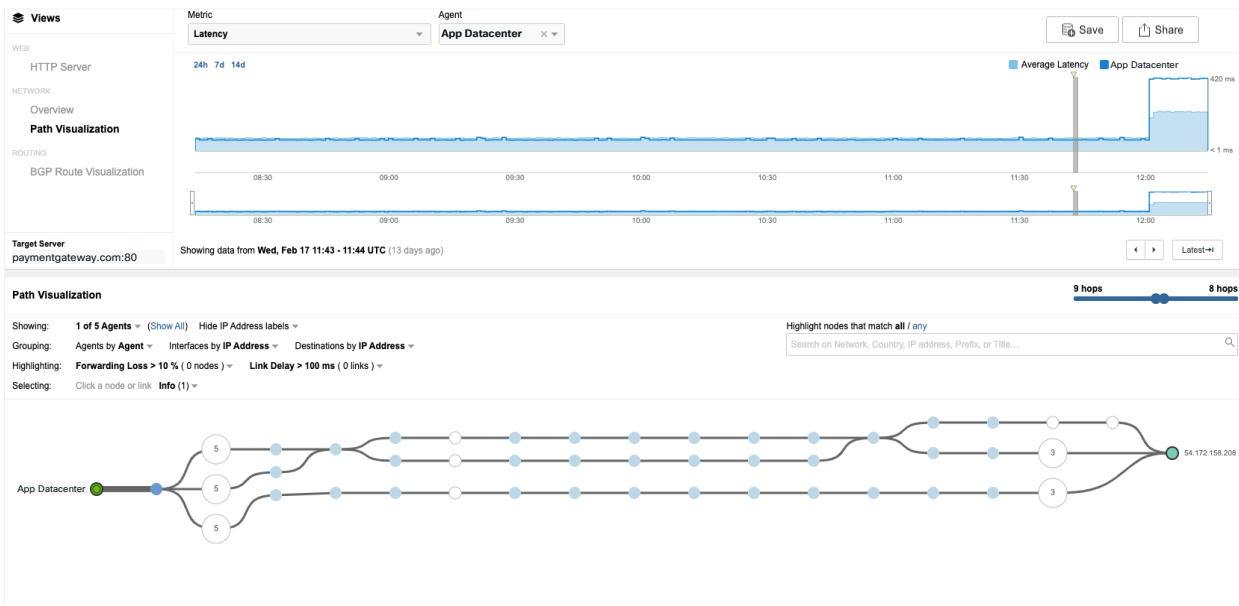 Views
WEB
HTTP Server
NETWORK
Overview
Path Visualization
ROUTING
BGP Route Visualization
Target Server
paymentgateway.com:80
Metric
Latency
Agent
App Datacenter
Save
Share
24h 7d 14d
Average Latency App Datacenter
420 ms
< 1 ms
08:30 09:00 09:30 10:00 10:30 11:00 11:30 12:00
08:30 09:00 09:30 10:00 10:30 11:00 11:30 12:00
Showing data from Wed, Feb 17 11:43 - 11:44 UTC (13 days ago)
Latest
Path Visualization
9 hops 8 hops
Showing: 1 of 5 Agents (Show All) Hide IP Address labels
Grouping: Agents by Agent Interfaces by IP Address Destinations by IP Address
Highlighting: Forwarding Loss > 10 % ( 0 nodes ) Link Delay > 100 ms ( 0 links )
Selecting: Click a node or link Info (1)
Highlight nodes that match all / any
Search on Network, Country, IP address, Prefix, or Title...
5
3
54.172.158.208
App Datacenter
5
3
5